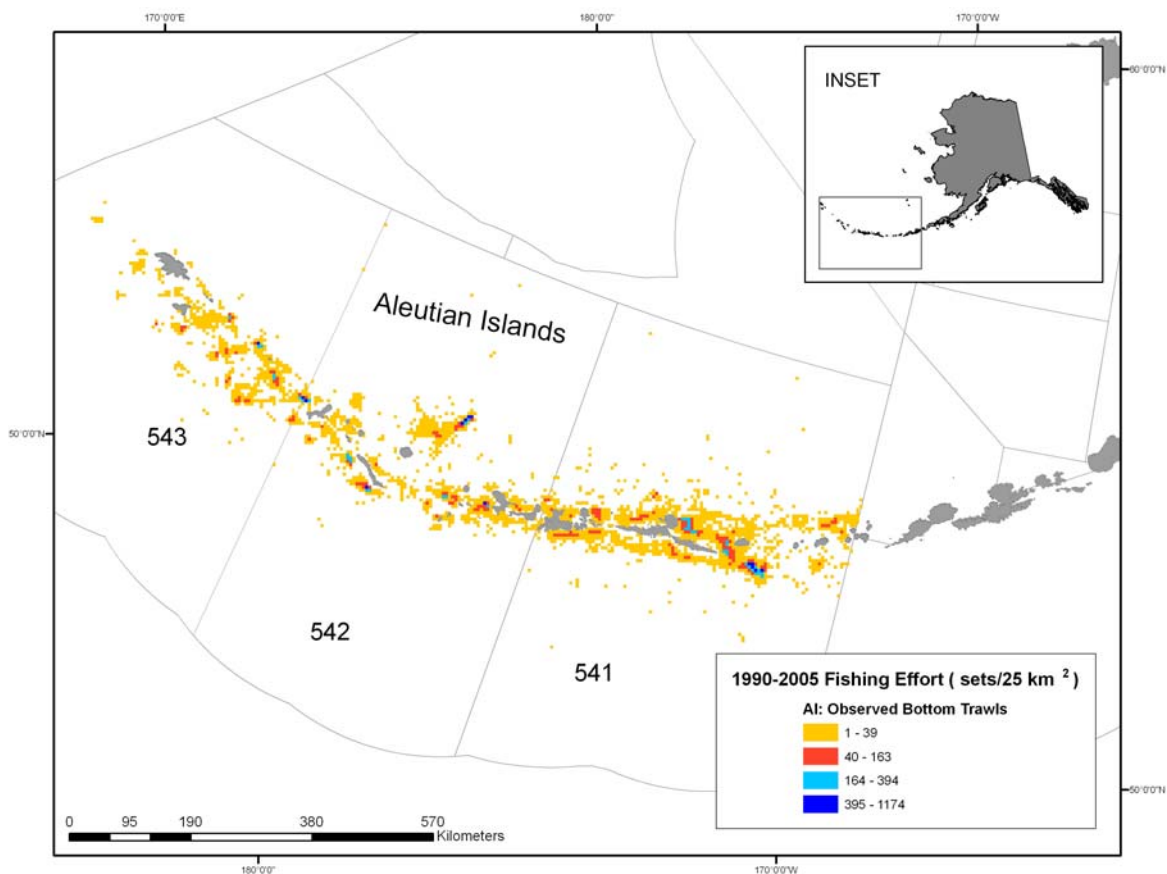 170°0'0"E
180°0'0"
170°0'0"W
60°0'0"N
INSET
Aleutian Islands
50°0'0"N
543
542
541
1990-2005 Fishing Effort ( sets/25 km ²)
AI: Observed Bottom Trawls
1 - 39
40 - 163
164 - 394
395 - 1174
50°0'0"N
0 95 190 380 570
Kilometers
180°0'0"
170°0'0"W